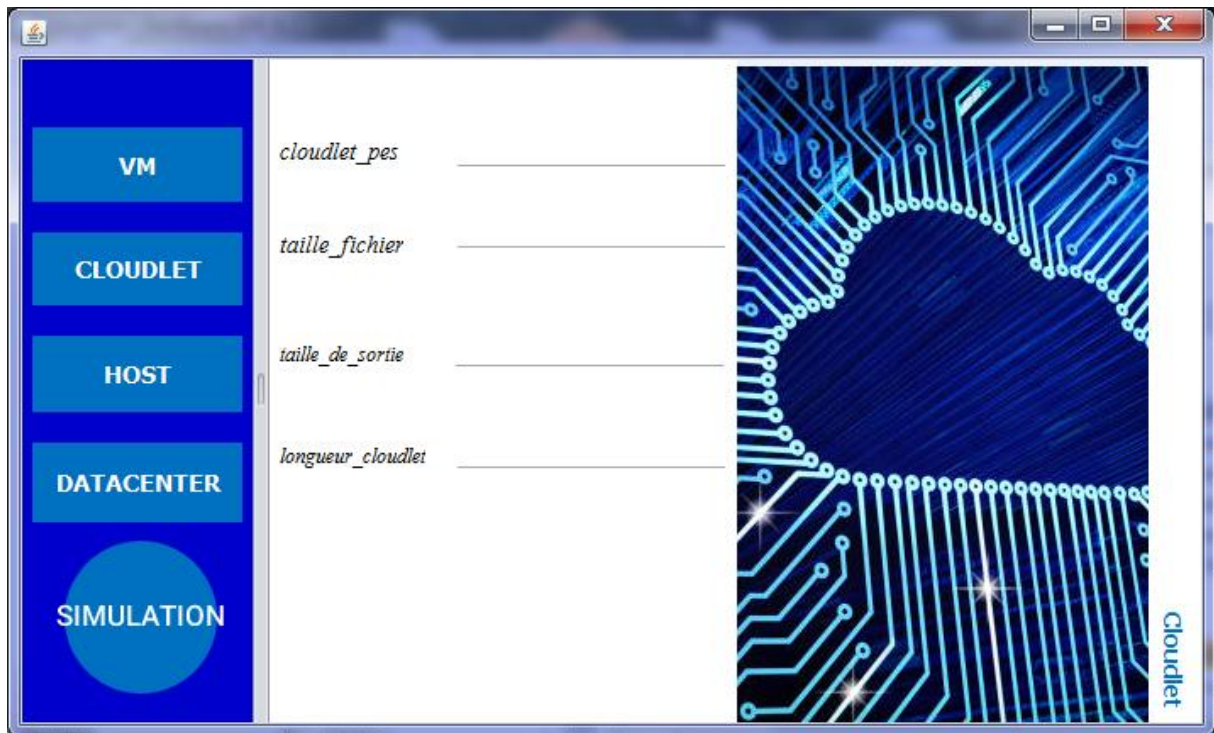 VM
CLOUDLET
HOST
DATACENTER
SIMULATION
cloudlet_pes
taille_fichier
taille_de_sortie
longueur_cloudlet
Cloudlet